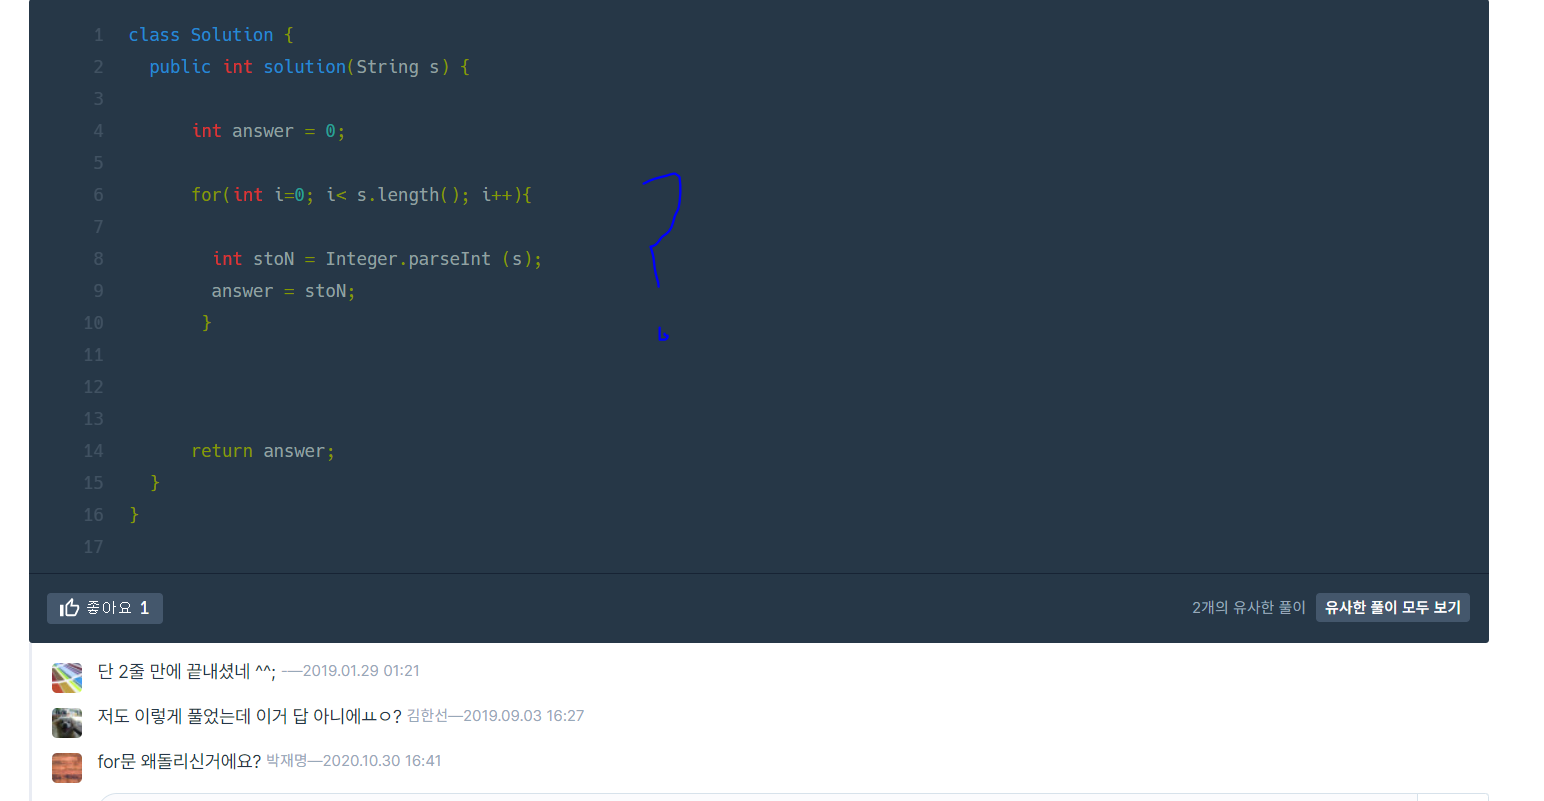 1 class Solution {
2 public int solution(String s) {
3
4 int answer = 0;
5
6 for(int i=0; i< s.length(); i++){
7
8 int stoN = Integer.parseInt (s);
9 answer = stoN;
10 }
11
12
13
14 return answer;
15 }
16 }
17
좋아요 1
2개의 유사한 풀이 유사한 풀이 모두 보기
단 2줄 만에 끝내셨네 ^^; -―2019.01.29 01:21
저도 이렇게 풀었는데 이거 답 아니에ㅛㅇ? 김한선―2019.09.03 16:27
for문 왜돌리신거에요? 박재명―2020.10.30 16:41